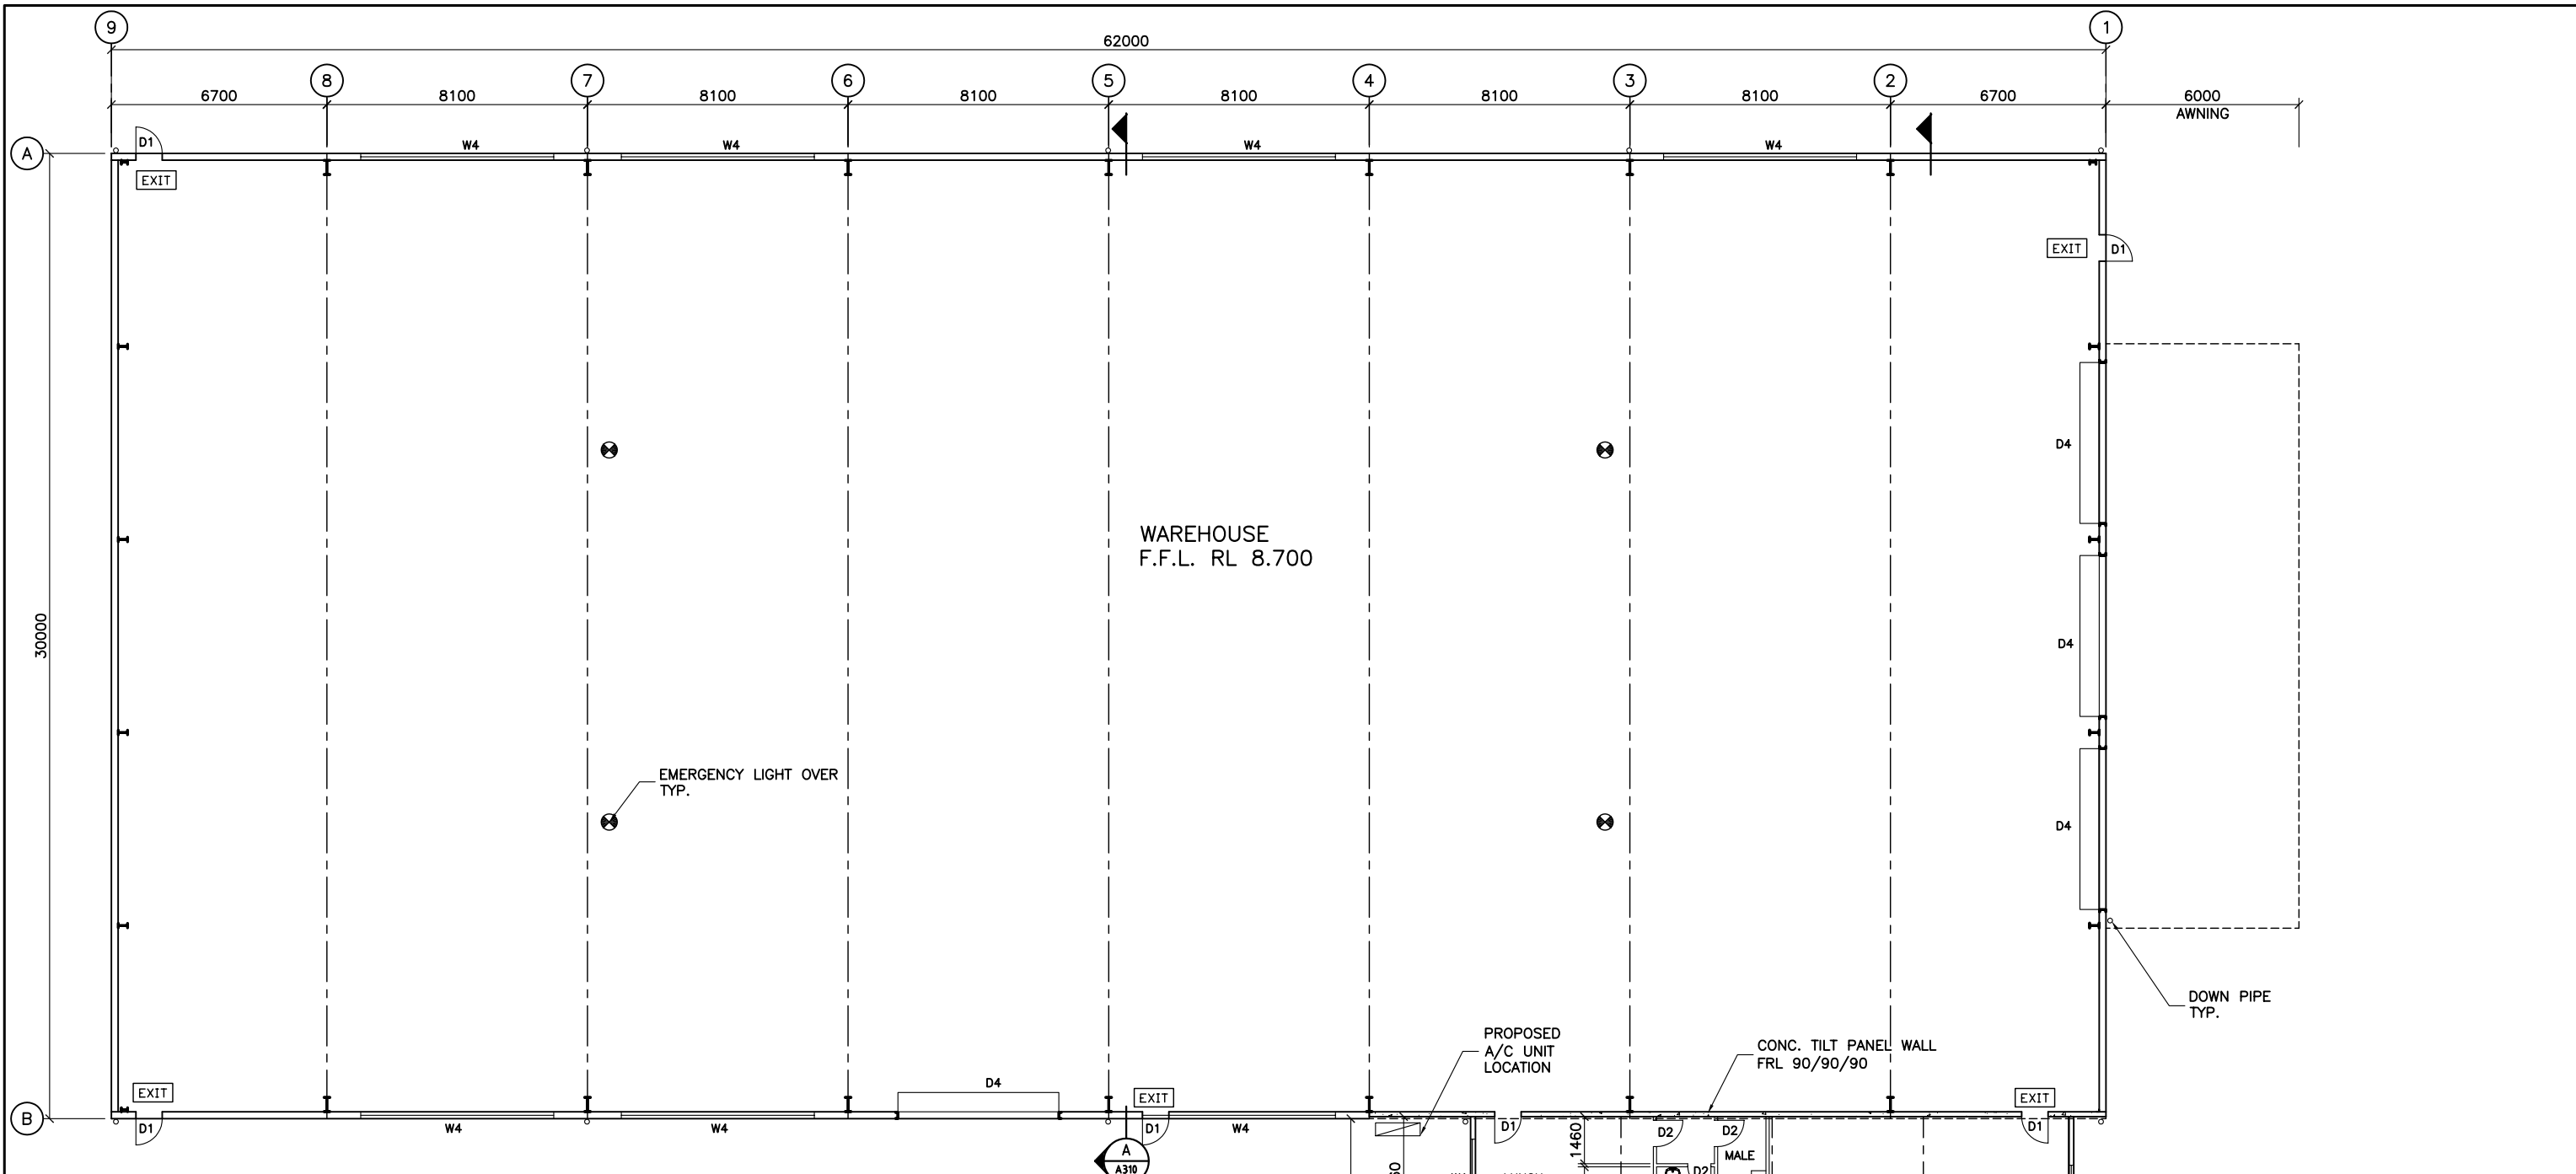 9
1
62000
8
7
6
5
4
3
2
6700
8100
8100
8100
8100
8100
8100
6700
6000
AWNING
A
D1
W4
W4
W4
W4
EXIT
EXIT
D1
D4
WAREHOUSE
F.F.L. RL 8.700
30000
D4
EMERGENCY LIGHT OVER
TYP.
D4
DOWN PIPE
TYP.
PROPOSED
A/C UNIT
LOCATION
CONC. TILT PANEL WALL
FRL 90/90/90
EXIT
D4
EXIT
EXIT
B
D1
W4
W4
D1
W4
D1
1460
D2
D2
D1
A
A310
MALE
D2